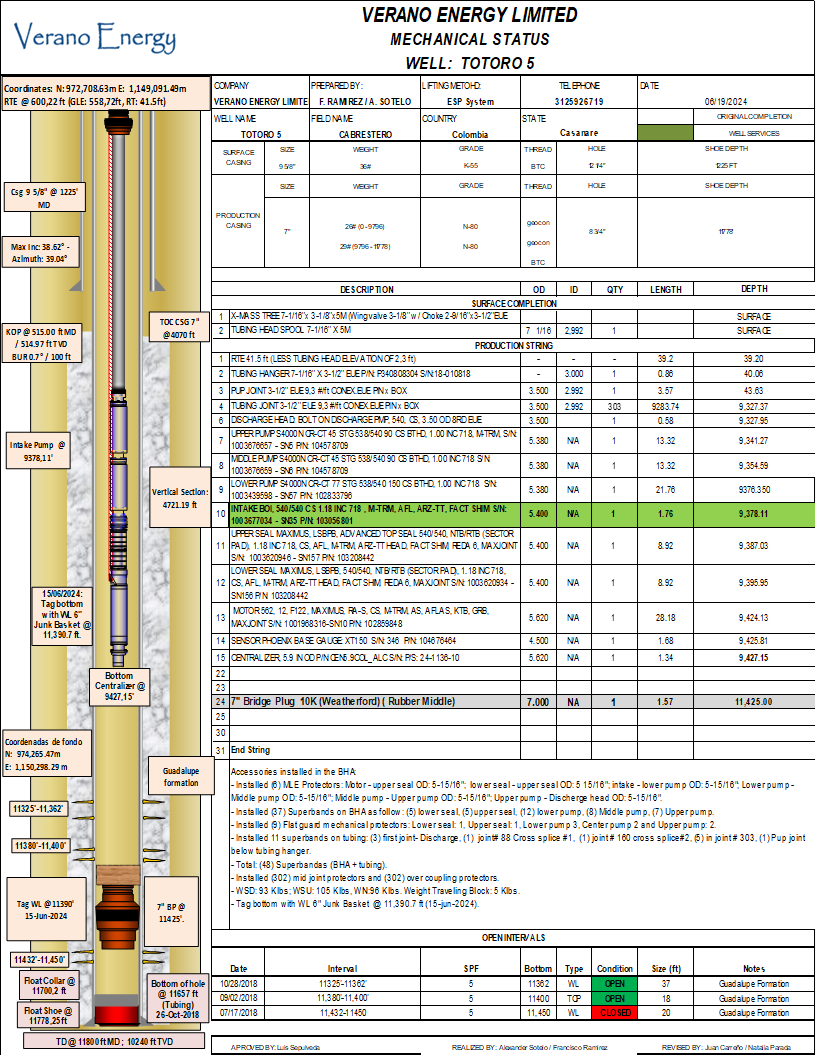 Verano Energy
VERANO ENERGY LIMITED
MECHANICAL STATUS
WELL: TOTORO 5
Coordinates: N: 972,708.63m E: 1,149,091.49m
RTE @ 600,22 ft (GLE: 558,72ft, RT: 41.5ft)
Csg 9 5/8" @ 1225'
MD
Max Inc: 38.62° -
Azimuth: 39.04°
KOP @ 515.00 ft MD
/ 514.97 ft TVD
BUR 0.7° / 100 ft
TOC CSG 7"
@4070 ft
Intake Pump @
9378,11'
Vertical Section:
4721.19 ft
15/06/2024:
Tag bottom
with WL 6"
Junk Basket @
11,390.7 ft.
Bottom
Centralizer @
9427,15'
Coordenadas de fondo
N: 974,265.47m
E: 1,150,298.29 m
Guadalupe
formation
11325'-11,362'
11380'-11,400'
Tag WL @11390'
15-Jun-2024
7" BP @
11425'.
11432'-11,450'
Float Collar @
11700,2 ft
Float Shoe @
11778,25ft
Bottom of hole
@ 11657 ft
(Tubing)
26-Oct-2018
TD @ 11800 ft MD ; 10240 ft TVD
COMPANY PREPARED BY: LIFTING METOHD: TELEPHONE DATE
VERANO ENERGY LIMITE F. RAMIREZ / A. SOTELO ESP System 3125926719 06/19/2024
WELL NAME FIELD NAME COUNTRY STATE ORIGINAL COMPLETION
TOTORO 5 CABRESTERO Colombia Casanare WELL SERVICES
SURFACE CASING SIZE WEIGHT GRADE THREAD HOLE SHOE DEPTH
9 5/8" 36# K-55 BTC 12 1/4" 1225 FT
PRODUCTION CASING SIZE WEIGHT GRADE THREAD HOLE SHOE DEPTH
7" 26# (0 - 9796) N-80 geocon 8 3/4" 11778'
29# (9796 - 11778) N-80 geocon
BTC
DESCRIPTION OD ID QTY LENGTH DEPTH
SURFACE COMPLETION
1 X-MASS TREE 7-1/16"x 3-1/8"x5M (Wing valve 3-1/8" w / Choke 2-9/16"x3-1/2"EUE SURFACE
2 TUBING HEAD SPOOL 7-1/16" X 5M 7 1/16 2,992 1 SURFACE
PRODUCTION STRING
1 RTE 41.5 ft (LESS TUBING HEAD ELEVATION OF 2,3 ft) - - - 39.2 39.20
2 TUBING HANGER 7-1/16" X 3-1/2" EUE P/N: P340808304 S/N:18-010818 - 3,000 1 0.86 40.06
3 PUP JOINT 3-1/2" EUE 9,3 #/ft CONEX.EUE PIN x BOX 3.500 2.992 1 3.57 43.63
4 TUBING JOINT 3-1/2" EUE 9,3 #/ft CONEX.EUE PIN x BOX 3.500 2.992 303 9283.74 9,327.37
6 DISCHARGE HEAD, BOLT ON DISCHARGE PMP, 540, CS, 3.50 OD 8RD EUE 3.500 1 0.58 9,327.95
7 UPPER PUMP S4000N CR-CT 45 STG 538/540 90 CS BTHD, 1.00 INC 718, M-TRM, S/N:
1003676657 - SN5 P/N: 104578709 5.380 N/A 1 13.32 9,341.27
8 MIDDLE PUMP S4000N CR-CT 45 STG 538/540 90 CS BTHD, 1.00 INC 718 S/N
1003676659 - SN6 P/N: 104578709 5.380 N/A 1 13.32 9,354.59
9 LOWER PUMP S4000N CR-CT 77 STG 538/540 150 CS BTHD, 1.00 INC 718 S/N:
1003439598 - SN57 P/N: 102833796 5.380 N/A 1 21.76 9376.350
10 INTAKE BOI, 540/540 CS 1.18 INC 718 , M-TRM, AFL, ARZ-TT, FACT SHIM S/N:
1003677034 - SN35 P/N: 103056801 5.400 N/A 1 1.76 9,378.11
11 UPPER SEAL MAXIMUS, LSBPB, ADVANCED TOP SEAL 540/540, NTB/RTB (SECTOR
PAD), 1.18 INC 718, CS, AFL, M-TRM, ARZ-TT HEAD, FACT SHIM, REDA 6, MAXJOINT
S/N: 1003620946 - SN157 P/N: 103208442 5.400 N/A 1 8.92 9,387.03
12 LOWER SEAL MAXIMUS, LSBPB, 540/540, NTB/RTB (SECTOR PAD), 1.18 INC 718,
CS, AFL, M-TRM, ARZ-TT HEAD, FACT SHIM, REDA 6, MAXJOINT S/N: 1003620934 -
SN156 P/N: 103208442 5.400 N/A 1 8.92 9,395.95
13 MOTOR 562, 12, F122, MAXIMUS, RA-S, CS, M-TRM, AS, AFLAS, KTB, GRB,
MAXJOINT S/N: 1001968316-SN10 P/N: 102859848 5.620 N/A 1 28.18 9,424.13
14 SENSOR PHOENIX BASE GAUGE: XT150 S/N: 346 P/N: 104676464 4.500 N/A 1 1.68 9,425.81
15 CENTRALIZER, 5.9 IN OD P/N CEN5.9COL_ALC S/N: P/S: 24-1136-10 5.620 N/A 1 1.34 9,427.15
22
23
24 7" Bridge Plug 10K (Weatherford) ( Rubber Middle) 7.000 NA 1 1.57 11,425.00
25
30
31 End String
Accessories installed in the BHA:
- Installed (6) MLE Protectors: Motor - upper seal OD: 5-15/16"; lower seal - upper seal OD: 5 15/16"; intake - lower pump OD: 5-15/16"; Lower pump -
Middle pump OD: 5-15/16"; Middle pump - Upper pump OD: 5-15/16"; Upper pump - Discharge head OD: 5-15/16".
- Installed (37) Superbands on BHA as follow: (5) lower seal, (5) upper seal, (12) lower pump, (8) Middle pump, (7) Upper pump.
- Installed (9) Flat guard mechanical protectors: Lower seal: 1, Upper seal: 1, Lower pump 3, Center pump 2 and Upper pump: 2.
- Installed 11 superbands on tubing: (3) first joint- Discharge, (1) joint# 88 Cross splice #1, (1) joint # 160 cross splice#2, (5) in joint # 303, (1) Pup joint
below tubing hanger.
- Total: (48) Superbandas (BHA + tubing).
- Installed (302) mid joint protectors and (302) over coupling protectors.
- WSD: 93 Klbs; WSU: 105 Klbs, WN:96 Klbs. Weight Traveling Block: 5 Klbs.
- Tag bottom with WL 6" Junk Basket @ 11,390.7 ft (15-jun-2024).
OPEN INTERVALS
Date Interval SPF Bottom Type Condition Size (ft) Notes
10/28/2018 11325-11362' 5 11362 WL OPEN 37 Guadalupe Formation
09/02/2018 11,380-11,400' 5 11400 TCP OPEN 18 Guadalupe Formation
07/17/2018 11,432-11450 5 11,450 WL CLOSED 20 Guadalupe Formation
APROVED BY: Luis Sepulveda REALIZED BY: Alexander Sotelo / Francisco Ramirez REVISED BY: Juan Carreño / Natalia Parada